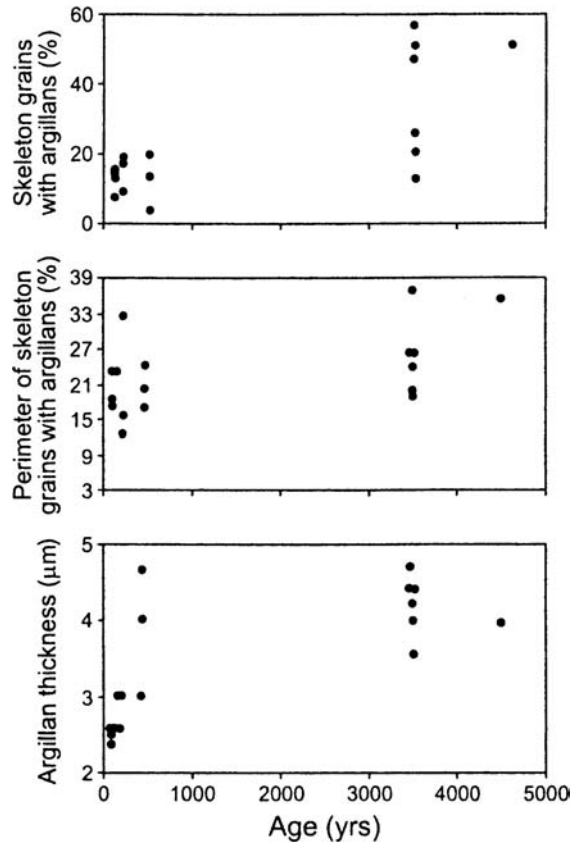 Skeleton grains
with argillans (%)
60
40
20
0
Perimeter of skeleton
grains with argillans (%)
39
33
27
21
15
9
3
Argillan thickness (μm)
5
4
3
2
0 1000 2000 3000 4000 5000
Age (yrs)